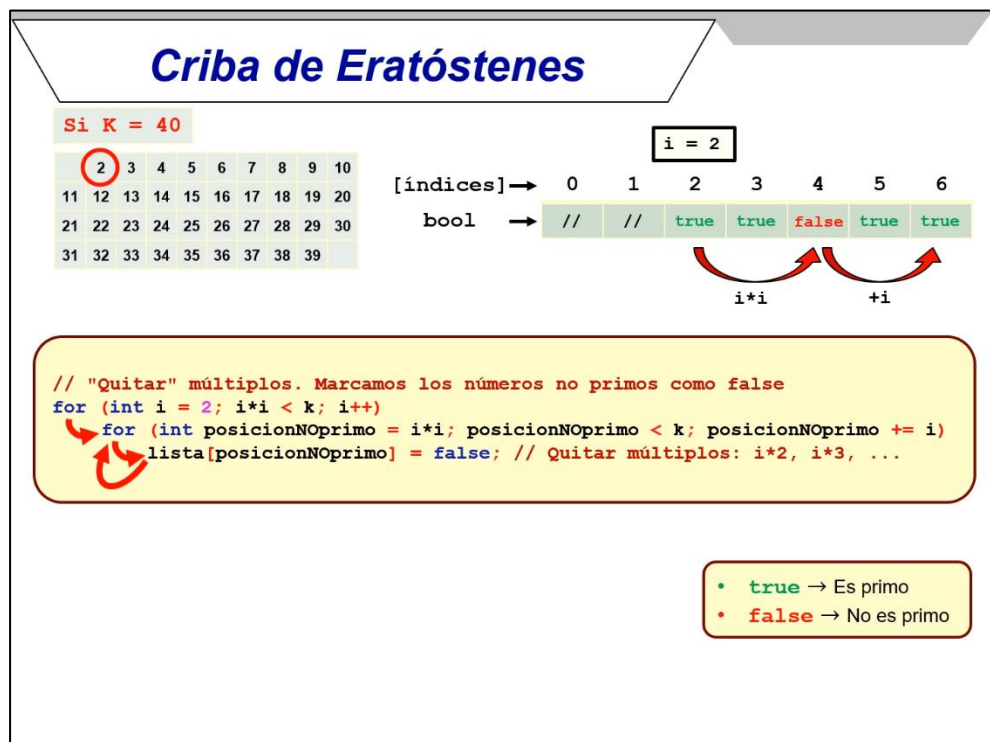 Criba de Eratóstenes
Si K = 40
2 3 4 5 6 7 8 9 10
11 12 13 14 15 16 17 18 19 20
21 22 23 24 25 26 27 28 29 30
31 32 33 34 35 36 37 38 39
i = 2
[índices] 0 1 2 3 4 5 6
bool // // true true false true true
i*i +i
// "Quitar" múltiplos. Marcamos los números no primos como false
for (int i = 2; i*i < k; i++)
for (int posicionNOprimo = i*i; posicionNOprimo < k; posicionNOprimo += i)
lista[posicionNOprimo] = false; // Quitar múltiplos: i*2, i*3, ...
• true → Es primo
• false → No es primo